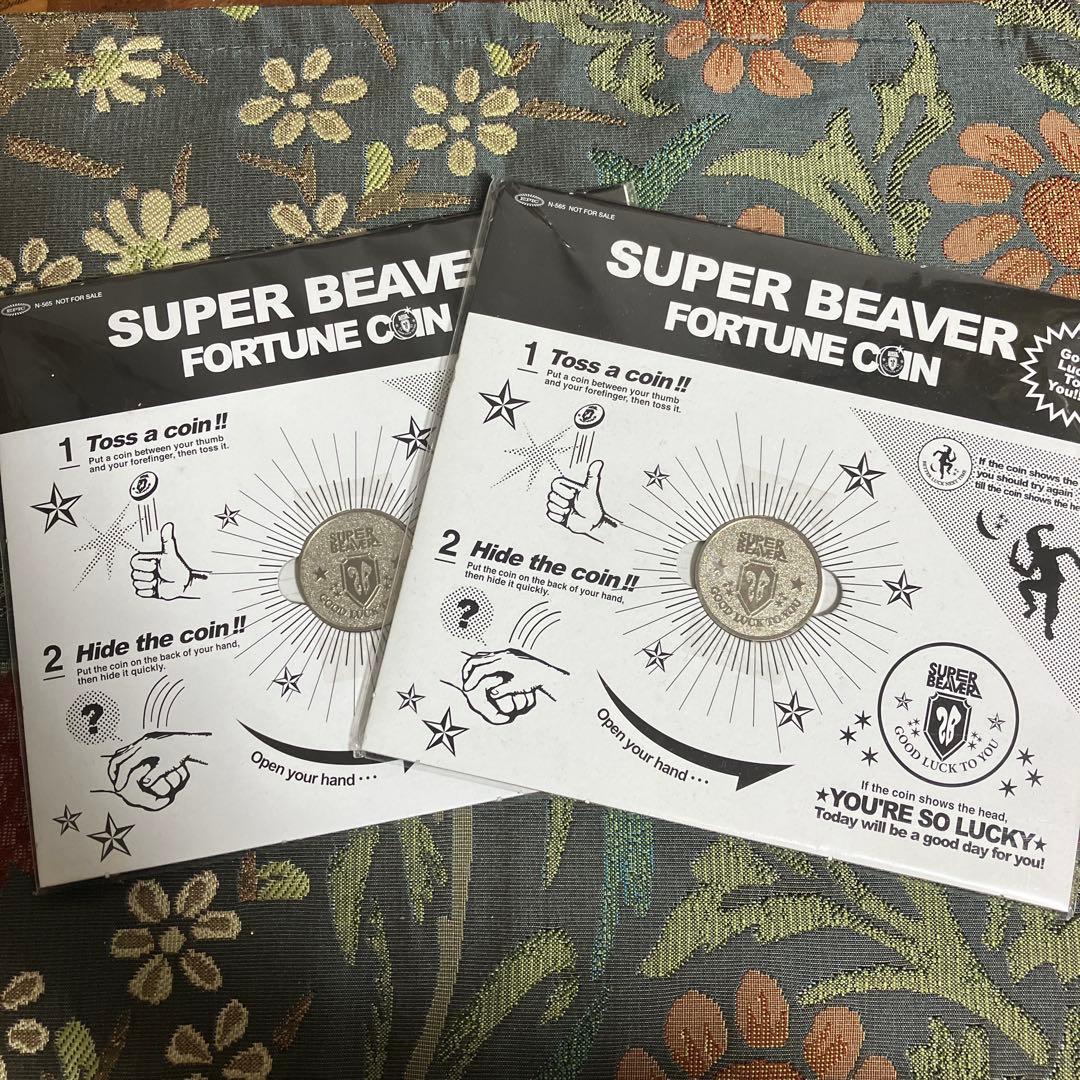 EPIC N-565 NOT FOR SALE
SUPER BEAVE
FORTUNE COIN
1 Toss a coin!!
Put a coin between your thumb
and your forefinger, then toss it.
2 Hide the coin!!
Put the coin on the back of your hand,
then hide it quickly.
?
Open your hand･･･
SUPER
BEAVER
GOOD LUCK
EPIC N-565 NOT FOR SALE
SUPER BEAVER
FORTUNE COIN
Go
Luc
To
You!!
1 Toss a coin!!
Put a coin between your thumb
and your forefinger, then toss it.
2 Hide the coin!!
Put the coin on the back of your hand,
then hide it quickly.
?
Open your hand･･･
SUPER
BEAVER
GOOD LUCK TO YOU
If the coin shows the
you should try again
till the coin shows the he
SUPER
BEAVER
GOOD LUCK TO YOU
If the coin shows the head,
★YOU'RE SO LUCKY★
Today will be a good day for you!